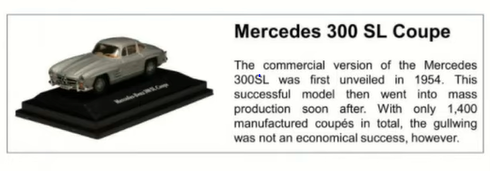 Mercedes 300 SL Coupe
The commercial version of the Mercedes
300SL was first unveiled in 1954. This
successful model then went into mass
production soon after. With only 1,400
manufactured coupés in total, the gullwing
was not an economical success, however.
Mercedes Benz 300 SL Coupe